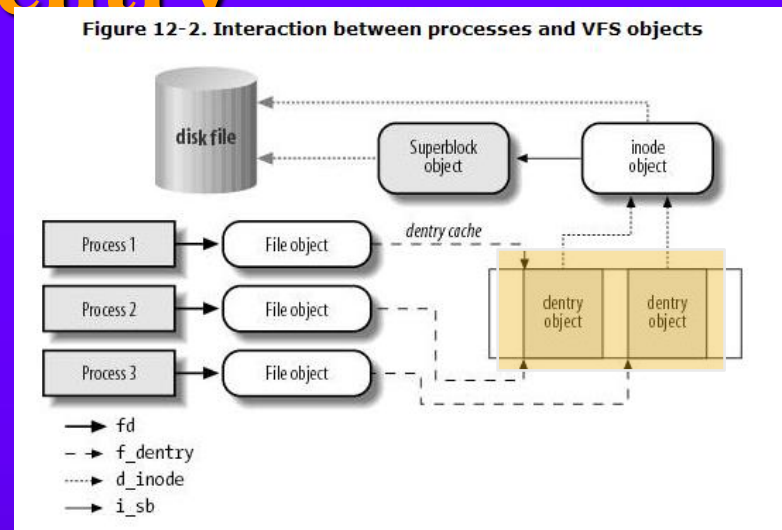 Figure 12-2. Interaction between processes and VFS objects
disk file
Superblock
object
inode
object
Process 1
File object
dentry cache
Process 2
File object
dentry
object
dentry
object
Process 3
File object
fd
f_dentry
d_inode
i_sb